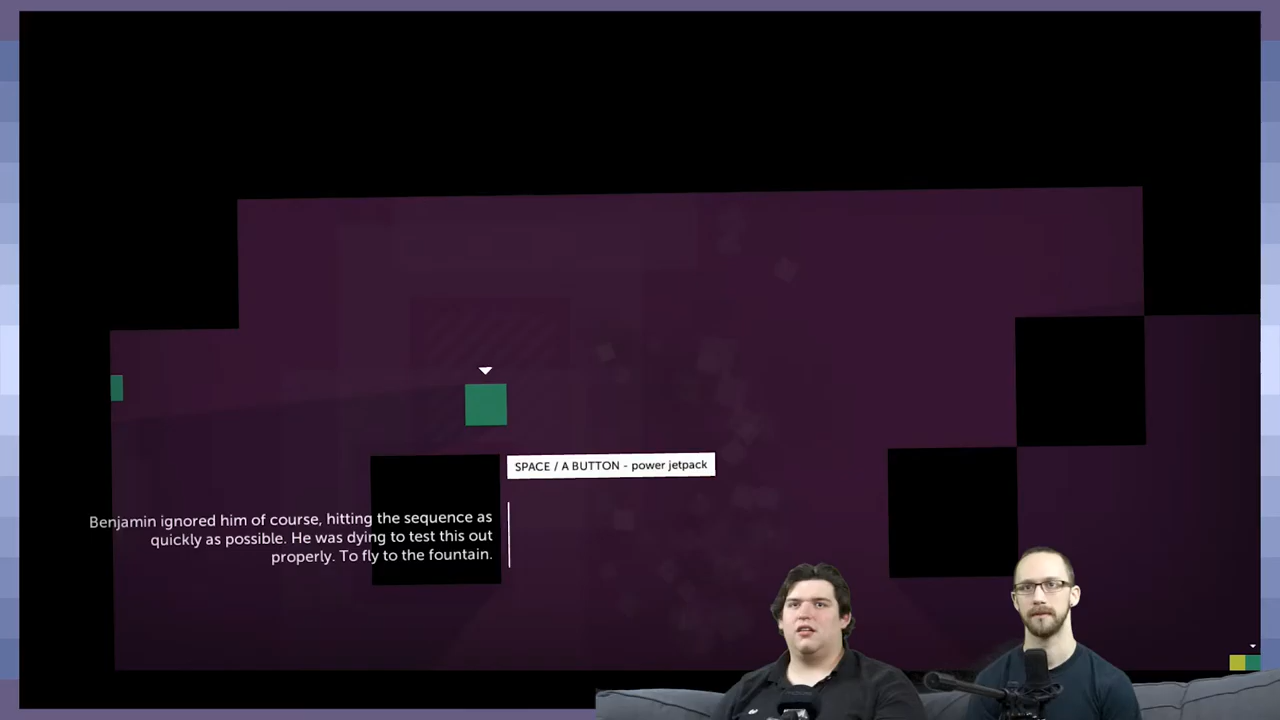 SPACE / A BUTTON - power jetpack
Benjamin ignored him of course, hitting the sequence as
quickly as possible. He was dying to test this out
properly. To fly to the fountain.